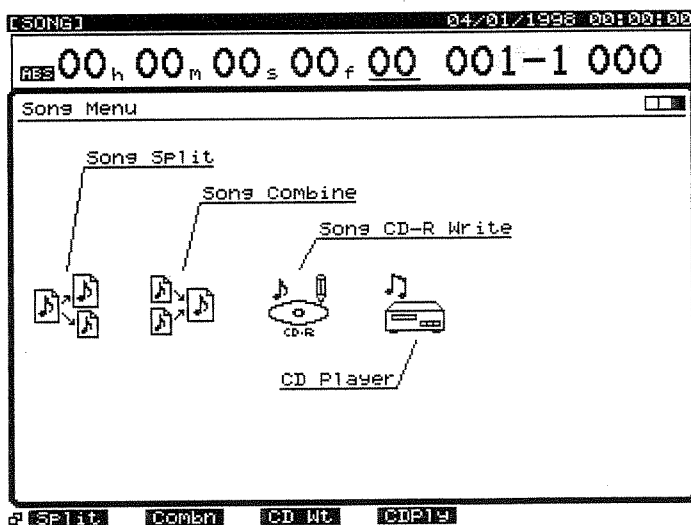 [SONG] 04/01/1998 00:00:00
ABS 00h 00m 00s 00f 00 001-1 000
Song Menu
Song Split
Song Combine
Song CD-R Write
CD-R
CD Player
Split Combn CD Wt CDPly